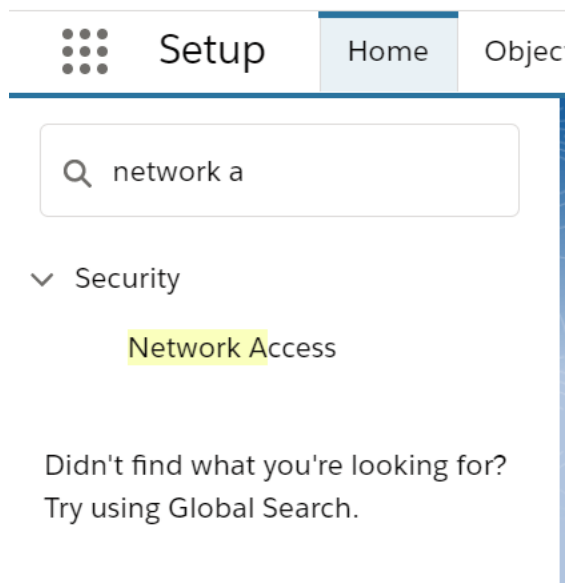 Setup
Home
Objec
network a
Security
Network Access
Didn't find what you're looking for?
Try using Global Search.